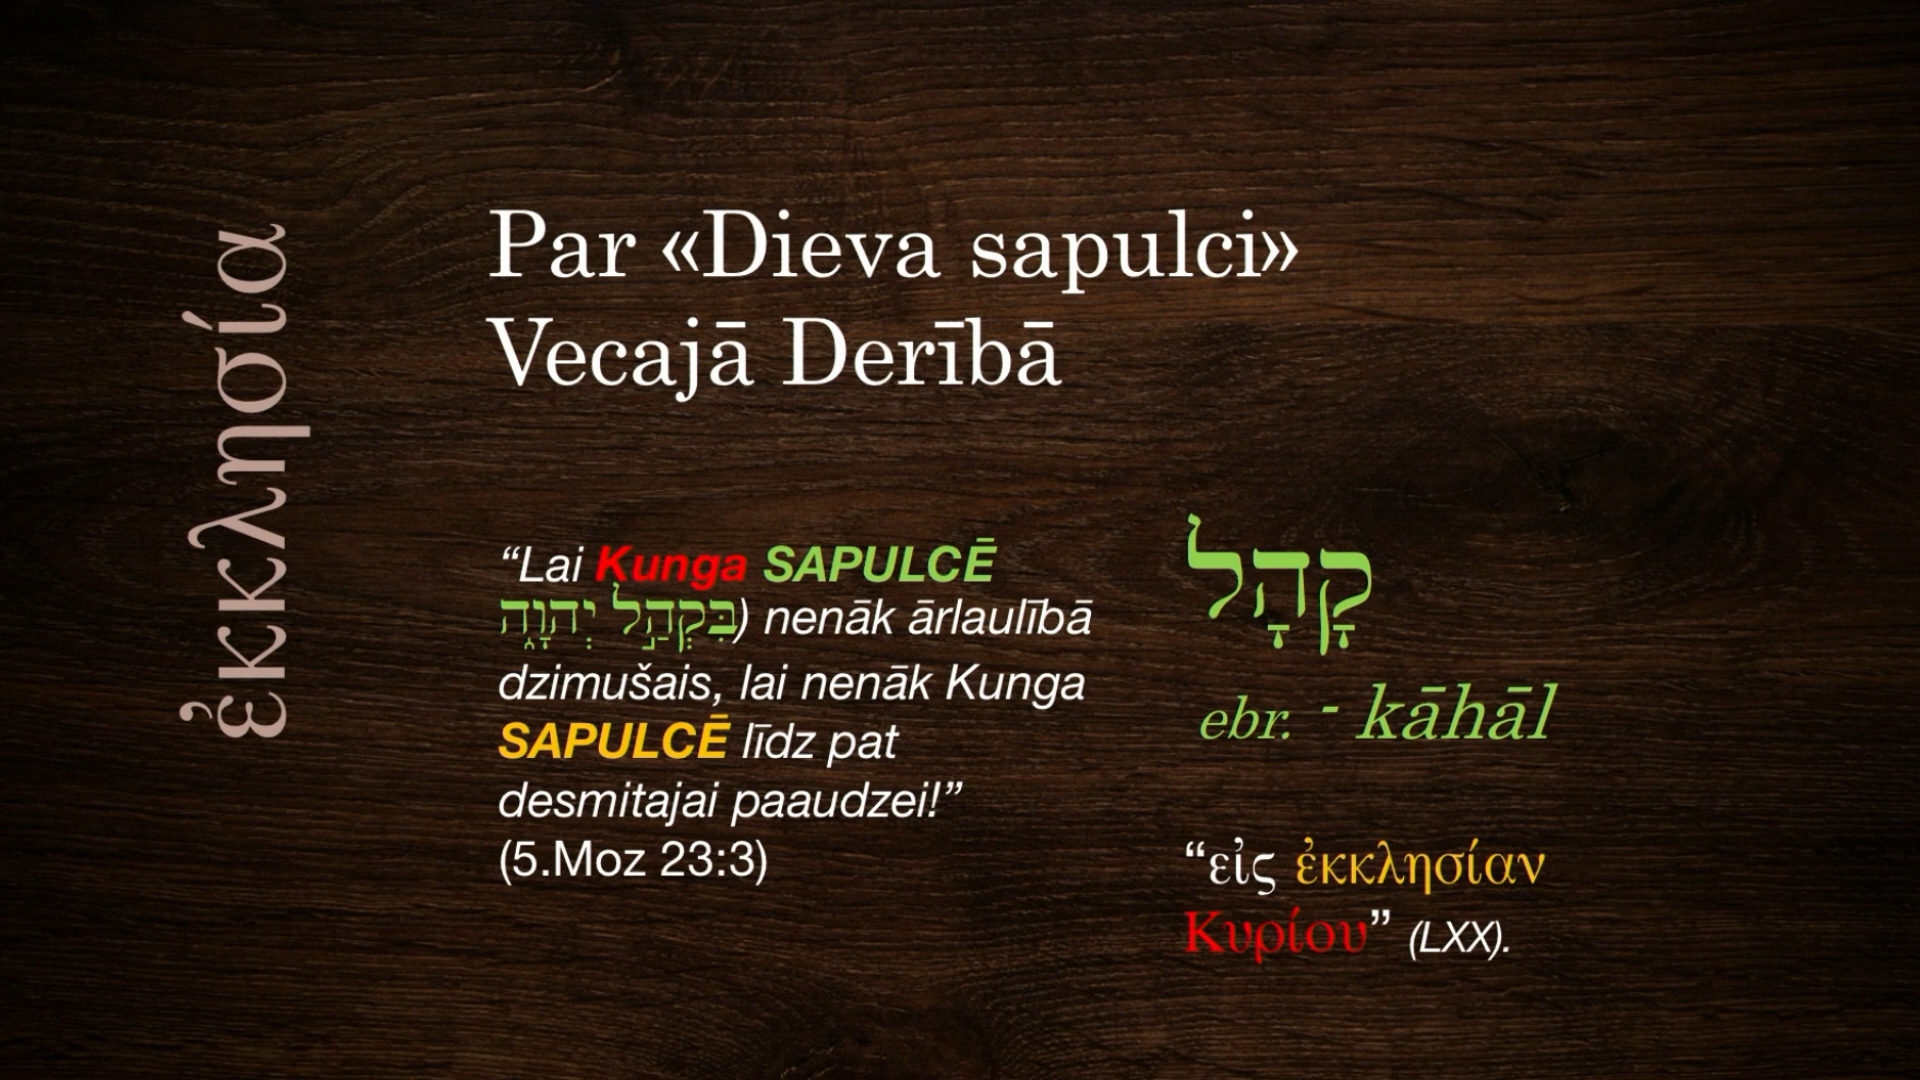 ἐκκλησία
Par «Dieva sapulci»
Vecajā Derībā
“Lai Kunga SAPULCĒ
בִּקְהַ֣ל יְהוָ֑ה) nenāk ārlaulībā
dzimušais, lai nenāk Kunga
SAPULCĒ līdz pat
desmitajai paaudzei!”
(5.Moz 23:3)
קָהָל
ebr. - kāhāl
“εἰς ἐκκλησίαν
Κυρίου” (LXX).